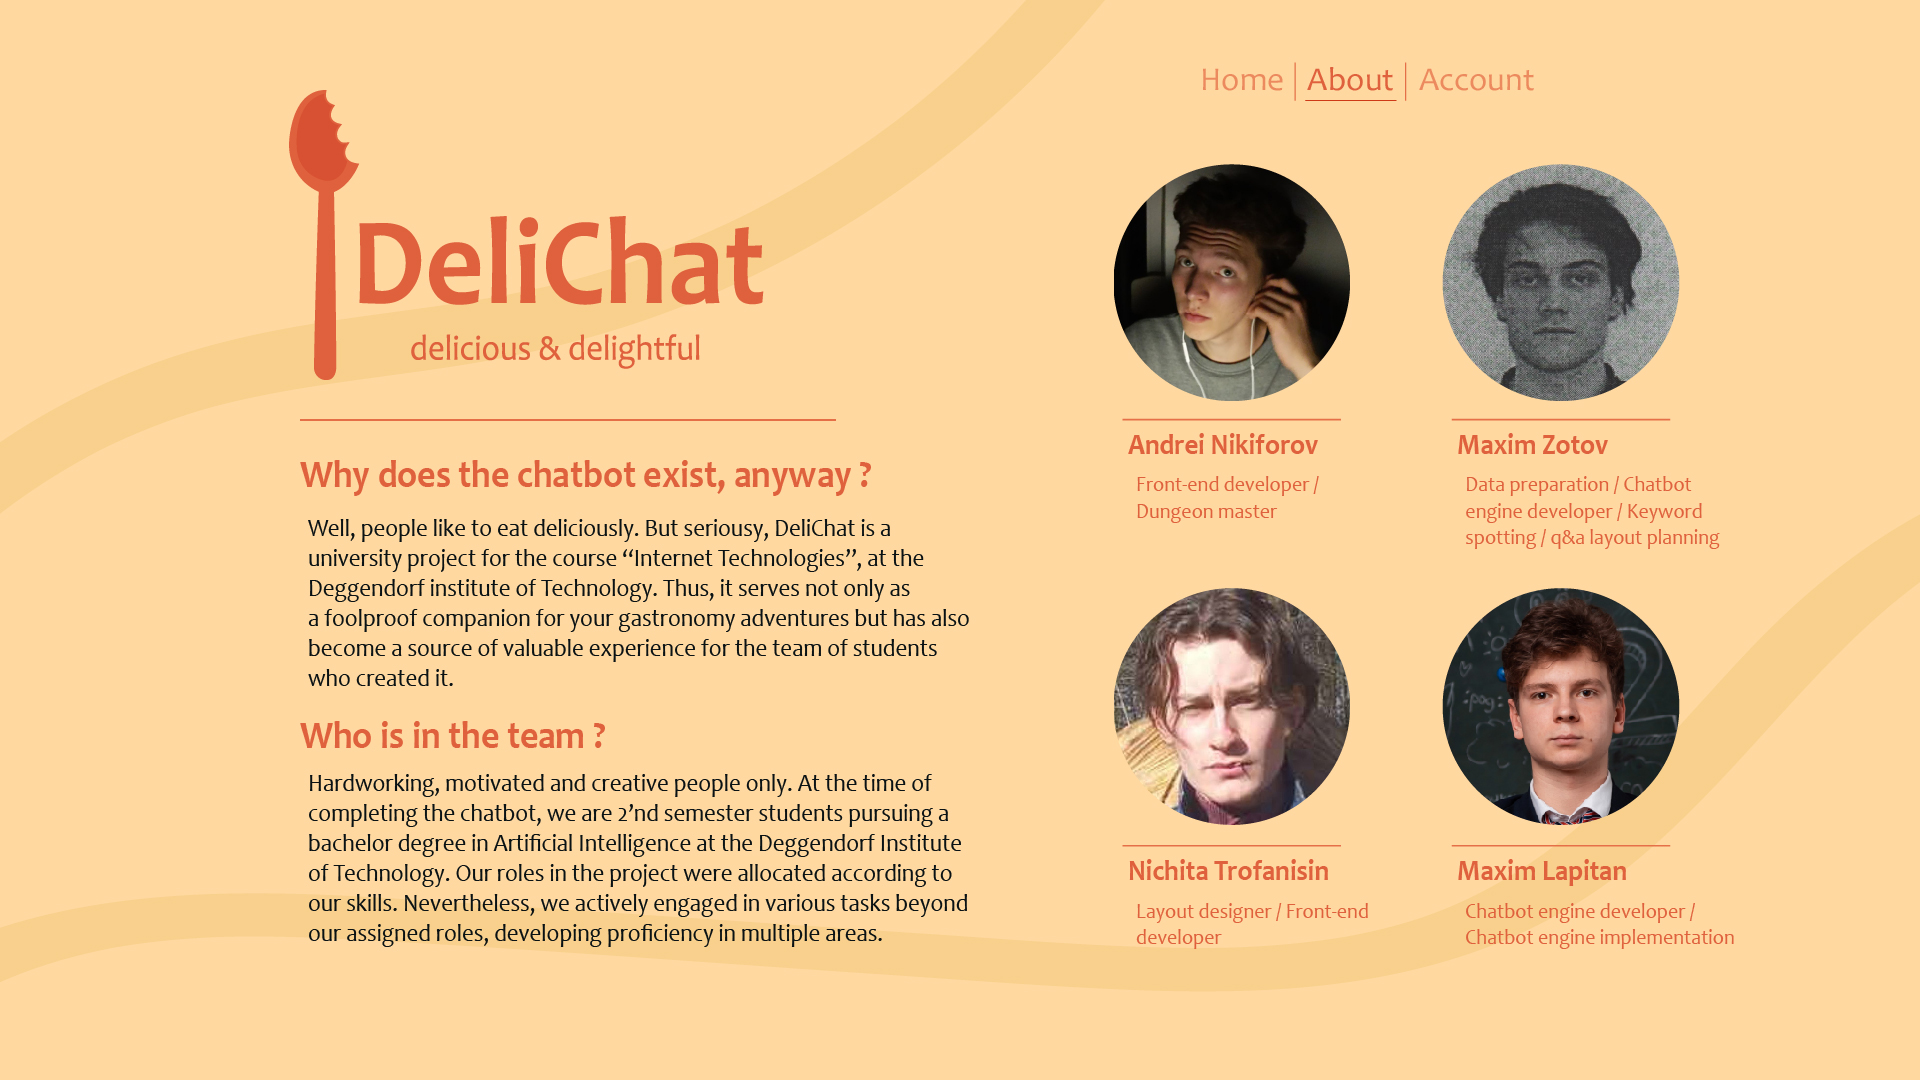 Home | About | Account
DeliChat
delicious & delightful
Why does the chatbot exist, anyway ?
Well, people like to eat deliciously. But seriousy, DeliChat is a
university project for the course “Internet Technologies”, at the
Deggendorf institute of Technology. Thus, it serves not only as
a foolproof companion for your gastronomy adventures but has also
become a source of valuable experience for the team of students
who created it.
Who is in the team ?
Hardworking, motivated and creative people only. At the time of
completing the chatbot, we are 2’nd semester students pursuing a
bachelor degree in Artificial Intelligence at the Deggendorf Institute
of Technology. Our roles in the project were allocated according to
our skills. Nevertheless, we actively engaged in various tasks beyond
our assigned roles, developing proficiency in multiple areas.
Andrei Nikiforov
Front-end developer /
Dungeon master
Maxim Zotov
Data preparation / Chatbot
engine developer / Keyword
spotting / q&a layout planning
:pog:
Nichita Trofanisin
Layout designer / Front-end
developer
Maxim Lapitan
Chatbot engine developer /
Chatbot engine implementation